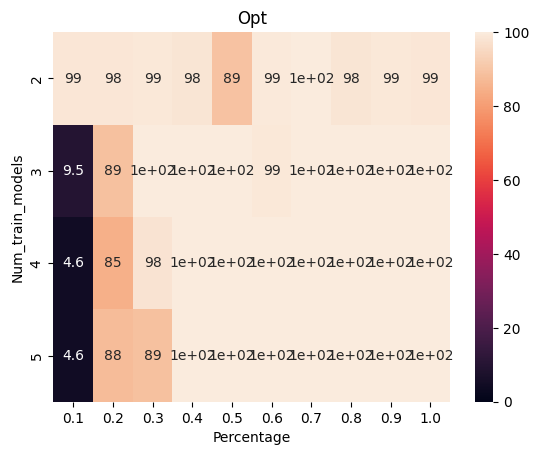 Opt
2 99 98 99 98 89 99 1e+02 98 99 99
3 9.5 89 1e+02 1e+02 1e+02 99 1e+02 1e+02 1e+02 1e+02
4 4.6 85 98 1e+02 1e+02 1e+02 1e+02 1e+02 1e+02 1e+02
5 4.6 88 89 1e+02 1e+02 1e+02 1e+02 1e+02 1e+02 1e+02
0.1 0.2 0.3 0.4 0.5 0.6 0.7 0.8 0.9 1.0
Percentage
Num_train_models
100
80
60
40
20
0